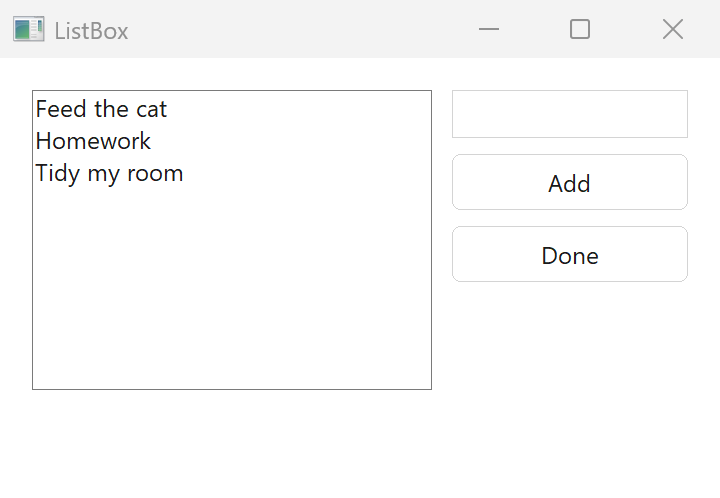 ListBox
Feed the cat
Homework
Tidy my room
Add
Done